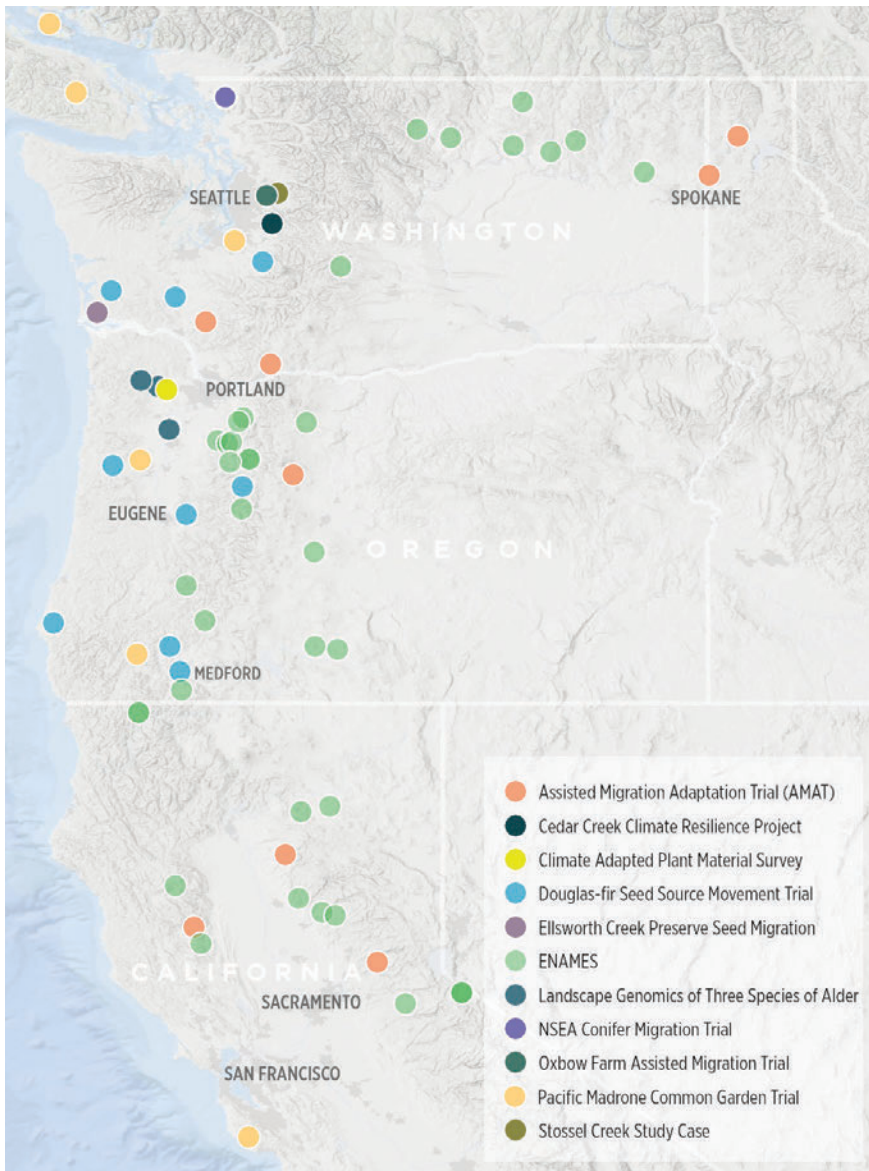 SEATTLE
SPOKANE
WASHINGTON
PORTLAND
EUGENE
OREGON
MEDFORD
CALIFORNIA
SACRAMENTO
SAN FRANCISCO
Assisted Migration Adaptation Trial (AMAT)
Cedar Creek Climate Resilience Project
Climate Adapted Plant Material Survey
Douglas-fir Seed Source Movement Trial
Ellsworth Creek Preserve Seed Migration
ENAMES
Landscape Genomics of Three Species of Alder
NSEA Conifer Migration Trial
Oxbow Farm Assisted Migration Trial
Pacific Madrone Common Garden Trial
Stossel Creek Study Case